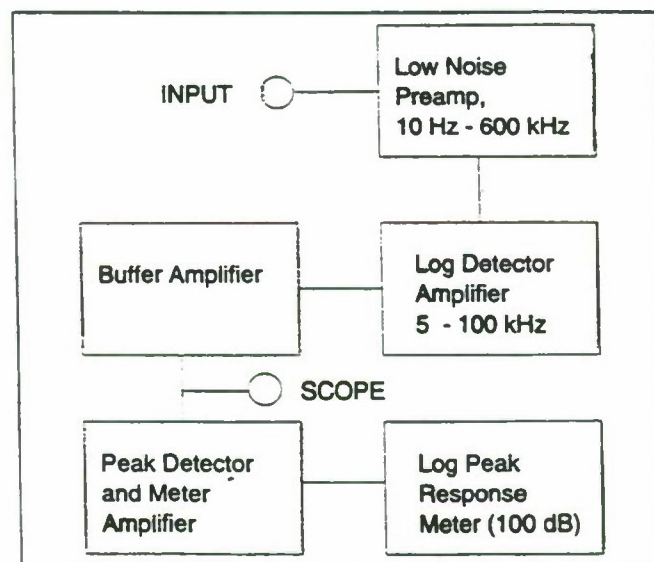 INPUT
Low Noise
Preamp,
10 Hz - 600 kHz
Buffer Amplifier
Log Detector
Amplifier
5 - 100 kHz
SCOPE
Peak Detector
and Meter
Amplifier
Log Peak
Response
Meter (100 dB)